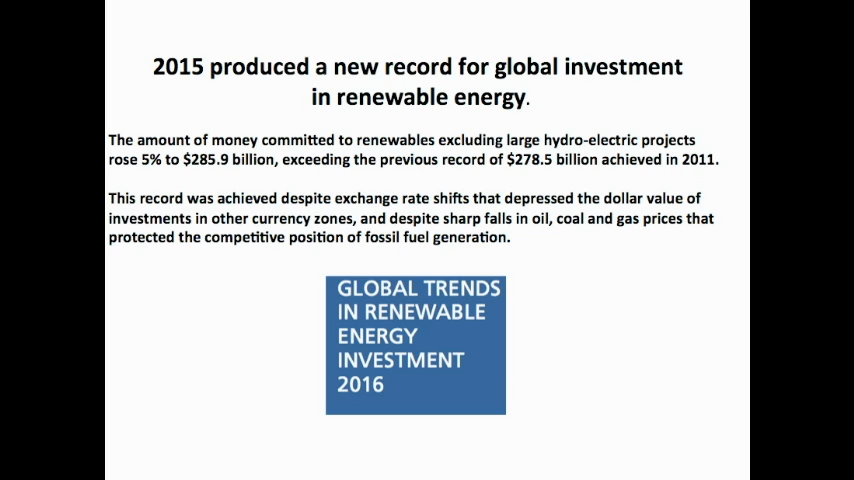 2015 produced a new record for global investment
in renewable energy.
The amount of money committed to renewables excluding large hydro-electric projects
rose 5% to $285.9 billion, exceeding the previous record of $278.5 billion achieved in 2011.
This record was achieved despite exchange rate shifts that depressed the dollar value of
investments in other currency zones, and despite sharp falls in oil, coal and gas prices that
protected the competitive position of fossil fuel generation.
GLOBAL TRENDS
IN RENEWABLE
ENERGY
INVESTMENT
2016